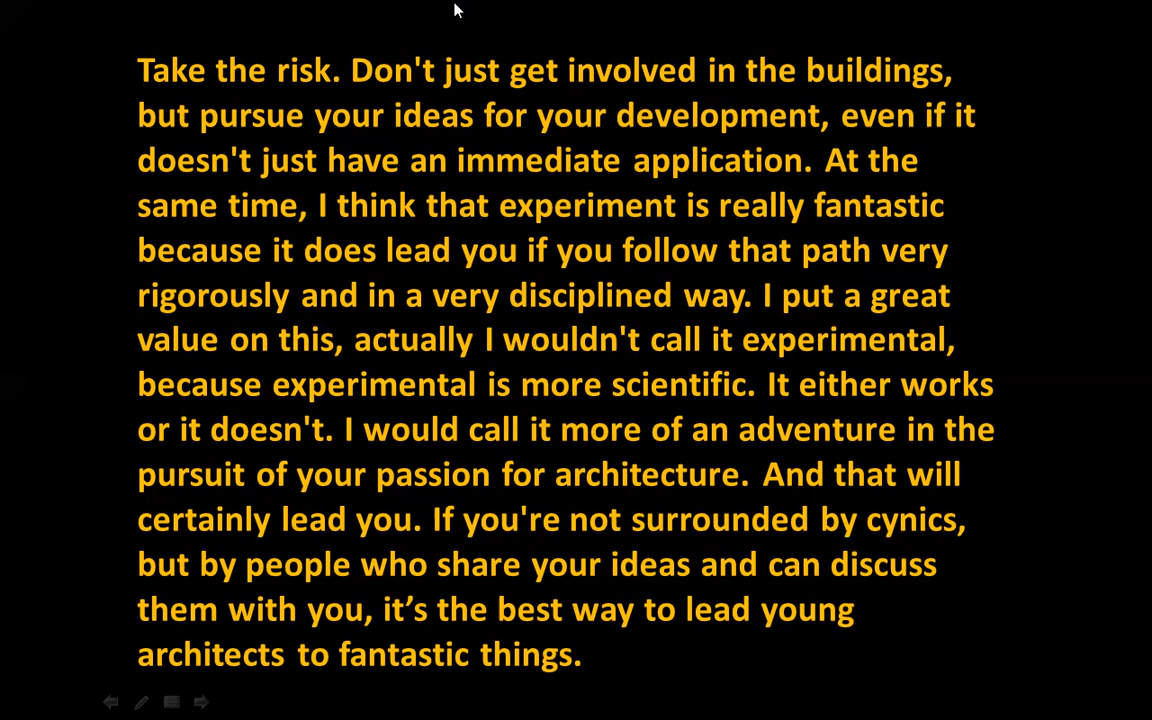 Take the risk. Don't just get involved in the buildings,
but pursue your ideas for your development, even if it
doesn't just have an immediate application. At the
same time, I think that experiment is really fantastic
because it does lead you if you follow that path very
rigorously and in a very disciplined way. I put a great
value on this, actually I wouldn't call it experimental,
because experimental is more scientific. It either works
or it doesn't. I would call it more of an adventure in the
pursuit of your passion for architecture. And that will
certainly lead you. If you're not surrounded by cynics,
but by people who share your ideas and can discuss
them with you, it’s the best way to lead young
architects to fantastic things.